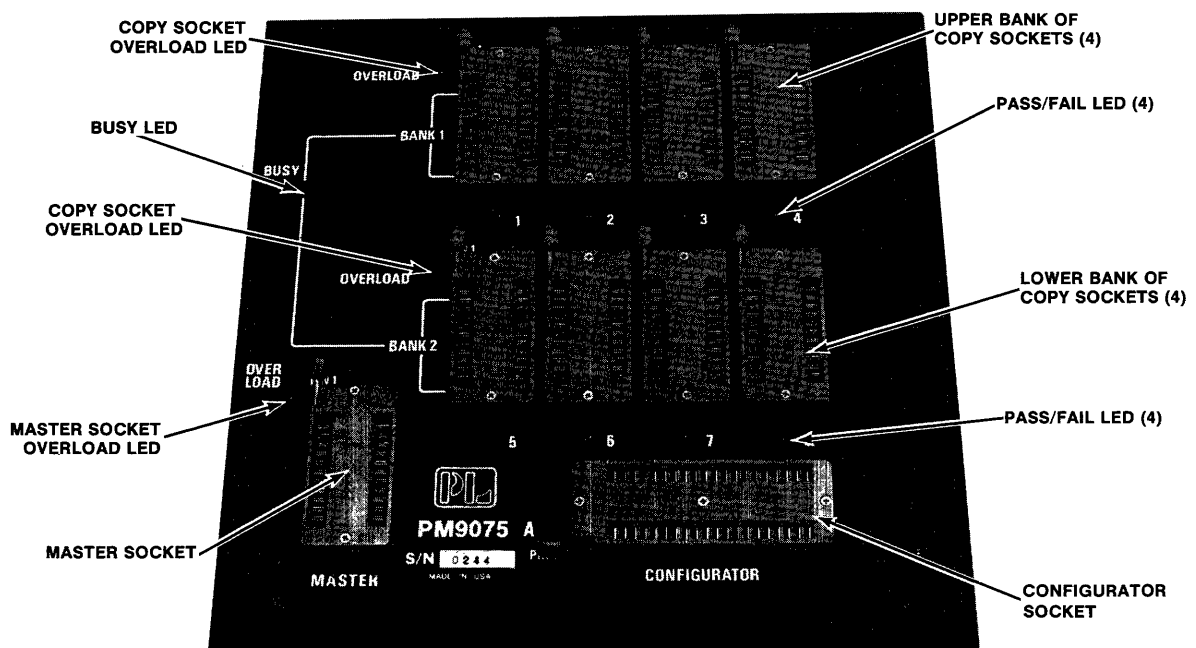 COPY SOCKET
OVERLOAD LED
UPPER BANK OF
COPY SOCKETS (4)
OVERLOAD
PASS/FAIL LED (4)
BUSY LED
BANK 1
BUSY
COPY SOCKET
OVERLOAD LED
1 2 3 4
OVERLOAD
LOWER BANK OF
COPY SOCKETS (4)
BANK 2
OVER
LOAD
MASTER SOCKET
OVERLOAD LED
PASS/FAIL LED (4)
5 6 7
PL
PM9075 A
MASTER SOCKET
S/N 0244
MADE IN USA
MASTER
CONFIGURATOR
CONFIGURATOR
SOCKET